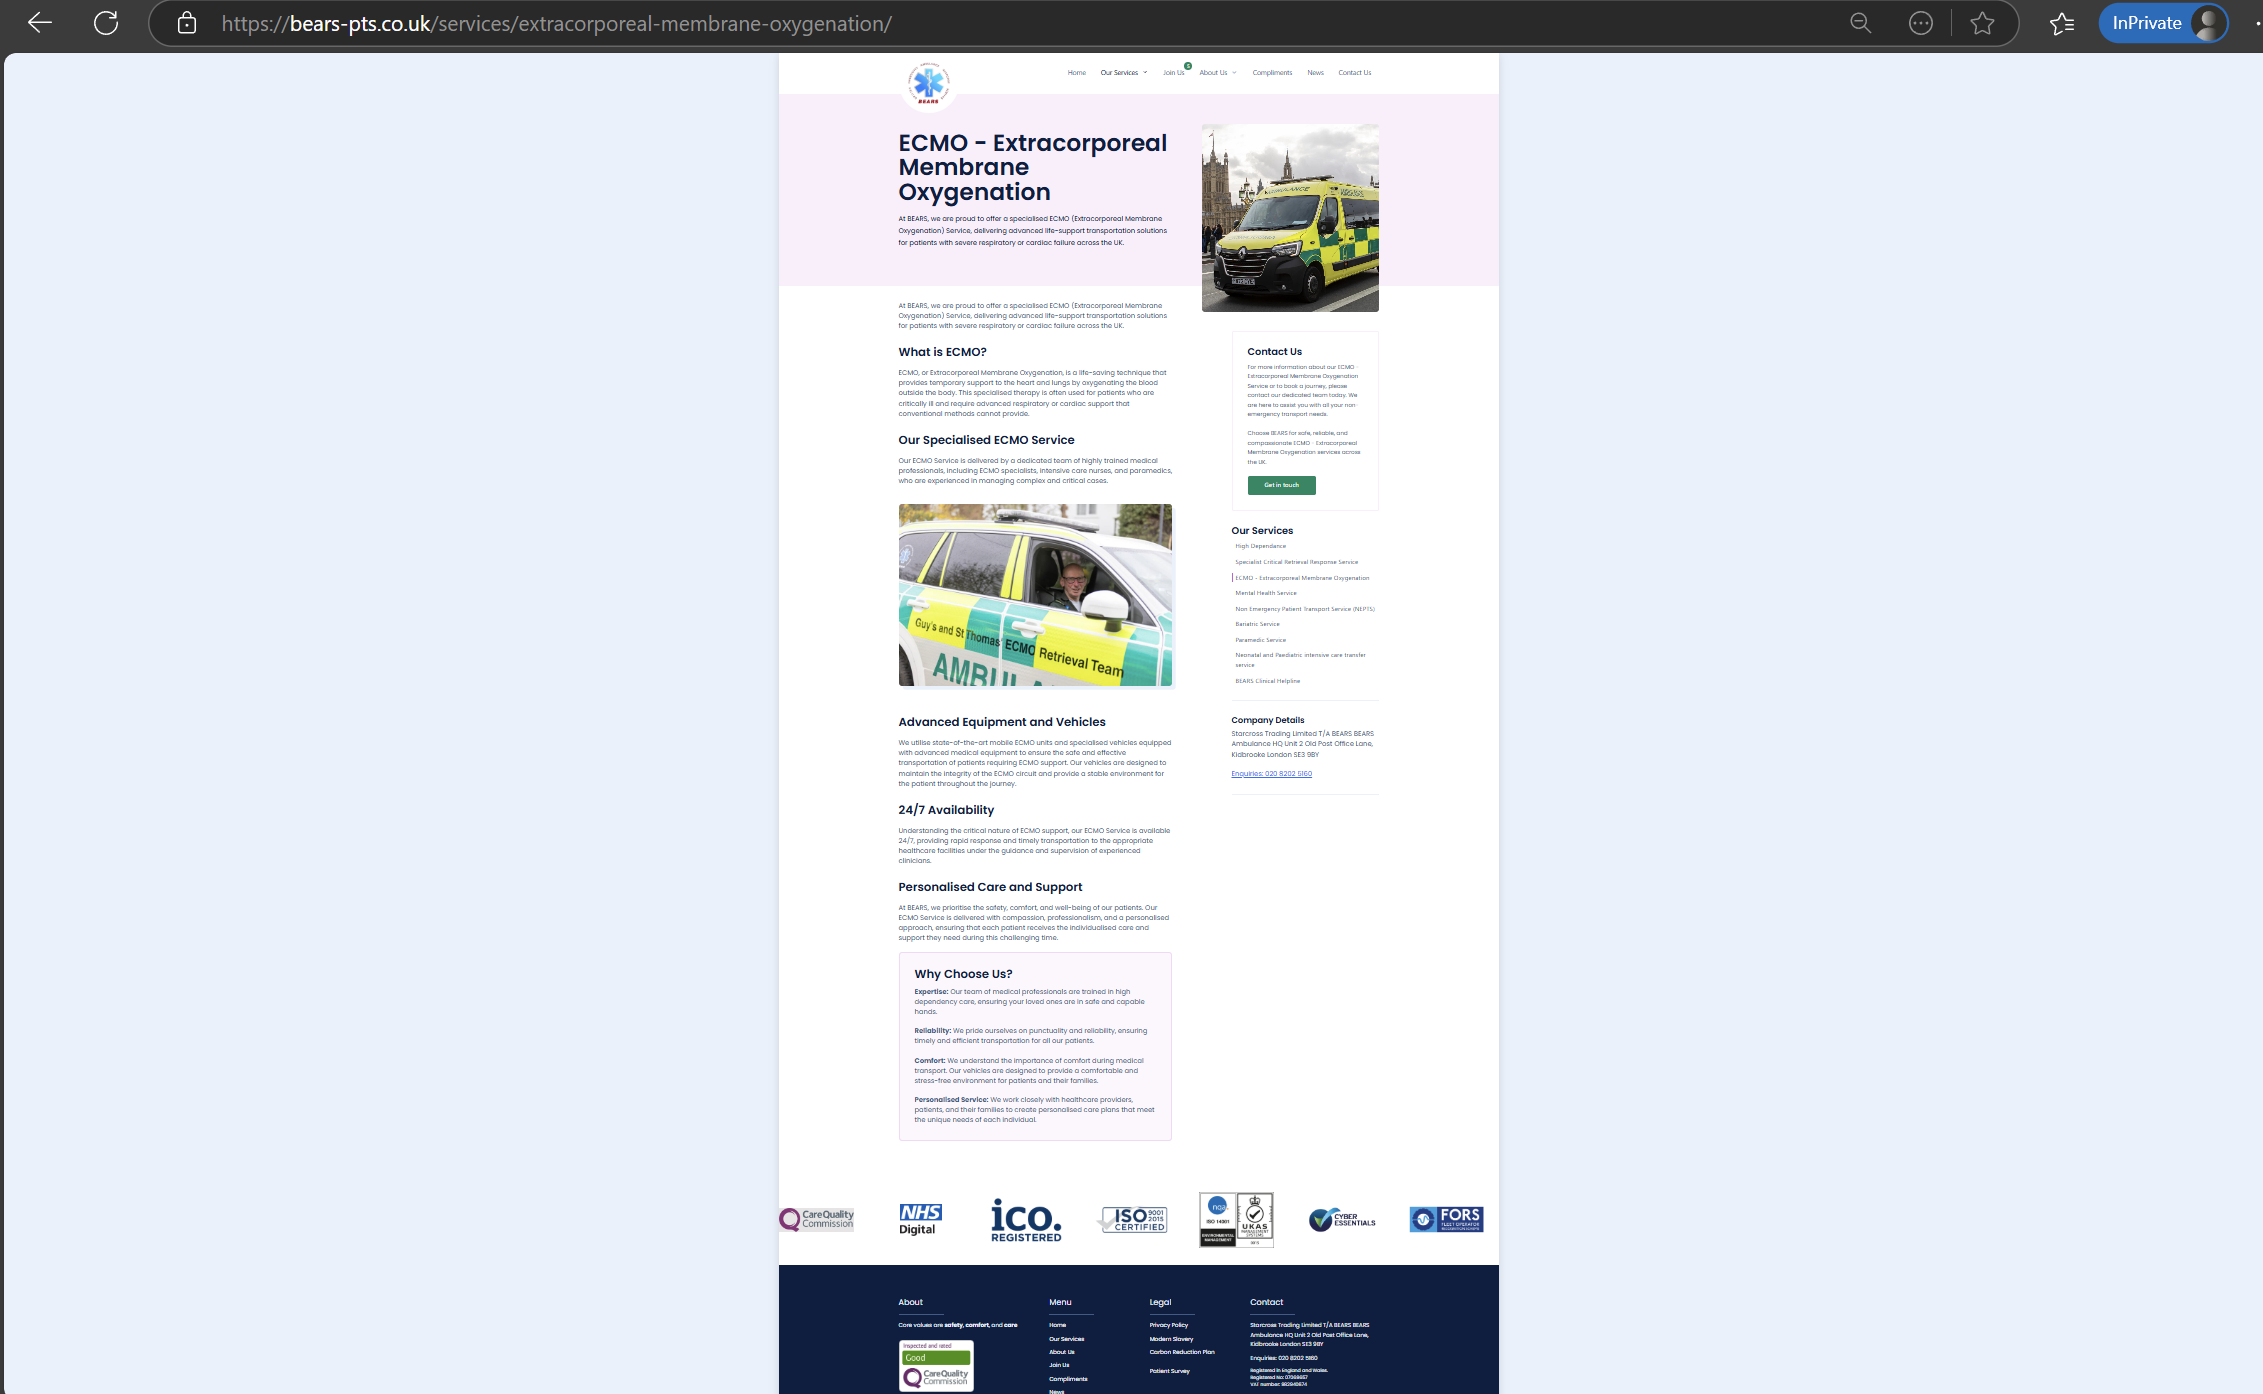 https://bears-pts.co.uk/services/extracorporeal-membrane-oxygenation/
InPrivate
BEARS
Home
Our Services
Join Us
5
About Us
Compliments
News
Contact Us
ECMO - Extracorporeal
Membrane
Oxygenation
At BEARS, we are proud to offer a specialised ECMO (Extracorporeal Membrane
Oxygenation) Service, delivering advanced life-support transportation solutions
for patients with severe respiratory or cardiac failure across the UK.
AMBULANCE
At BEARS, we are proud to offer a specialised ECMO (Extracorporeal Membrane
Oxygenation) Service, delivering advanced life-support transportation solutions
for patients with severe respiratory or cardiac failure across the UK.
What is ECMO?
ECMO, or Extracorporeal Membrane Oxygenation, is a life-saving technique that
provides temporary support to the heart and lungs by oxygenating the blood
outside the body. This specialised therapy is often used for patients who are
critically ill and require advanced respiratory or cardiac support that
conventional methods cannot provide.
Our Specialised ECMO Service
Our ECMO Service is delivered by a dedicated team of highly trained medical
professionals, including ECMO specialists, intensive care nurses, and paramedics,
who are experienced in managing complex and critical cases.
Guy's and St Thomas' ECMO Retrieval Team
AMBUL
Advanced Equipment and Vehicles
We utilise state-of-the-art mobile ECMO units and specialised vehicles equipped
with advanced medical equipment to ensure the safe and effective
transportation of patients requiring ECMO support. Our vehicles are designed to
maintain the integrity of the ECMO circuit and provide a stable environment for
the patient throughout the journey.
24/7 Availability
Understanding the critical nature of ECMO support, our ECMO Service is available
24/7, providing rapid response and timely transportation to the appropriate
healthcare facilities under the guidance and supervision of experienced
clinicians.
Personalised Care and Support
At BEARS, we prioritise the safety, comfort, and well-being of our patients. Our
ECMO Service is delivered with compassion, professionalism, and a personalised
approach, ensuring that each patient receives the individualised care and
support they need during this challenging time.
Why Choose Us?
Expertise: Our team of medical professionals are trained in high
dependency care, ensuring your loved ones are in safe and capable
hands.
Reliability: We pride ourselves on punctuality and reliability, ensuring
timely and efficient transportation for all our patients.
Comfort: We understand the importance of comfort during medical
transport. Our vehicles are designed to provide a comfortable and
stress-free environment for patients and their families.
Personalised Service: We work closely with healthcare providers,
patients, and their families to create personalised care plans that meet
the unique needs of each individual.
Contact Us
For more information about our ECMO -
Extracorporeal Membrane Oxygenation
Service or to book a journey, please
contact our dedicated team today. We
are here to assist you with all your non
emergency transport needs.
Choose BEARS for safe, reliable, and
compassionate ECMO - Extracorporeal
Membrane Oxygenation services across
the UK.
Get in touch
Our Services
High Dependance
Specialist Critical Retrieval Response Service
ECMO - Extracorporeal Membrane Oxygenation
Mental Health Service
Non Emergency Patient Transport Service (NEPTS)
Bariatric Service
Paramedic Service
Neonatal and Paediatric intensive care transfer
service
BEARS Clinical Helpline
Company Details
Starcross Trading Limited T/A BEARS BEARS
Ambulance HQ Unit 2 Old Post Office Lane,
Kidbrooke London SE3 9BY
Enquiries: 020 8202 5160
CareQuality
Commission
NHS
Digital
ico.
REGISTERED
ISO 9001
2015
CERTIFIED
nqa
ISO 14001
ENVIRONMENTAL
MANAGEMENT
UKAS
MANAGEMENT
SYSTEMS
CYBER
ESSENTIALS
FORS
FLEET OPERATOR
RECOGNITION SCHEME
About
Core values are safety, comfort, and care
Inspected and rated
Good
CareQuality
Commission
Menu
Home
Our Services
About Us
Join Us
Compliments
News
Legal
Privacy Policy
Modern Slavery
Carbon Reduction Plan
Patient Survey
Contact
Starcross Trading Limited T/A BEARS BEARS
Ambulance HQ Unit 2 Old Post Office Lane,
Kidbrooke London SE3 9BY
Enquiries: 020 8202 5160
Registered in England and Wales.